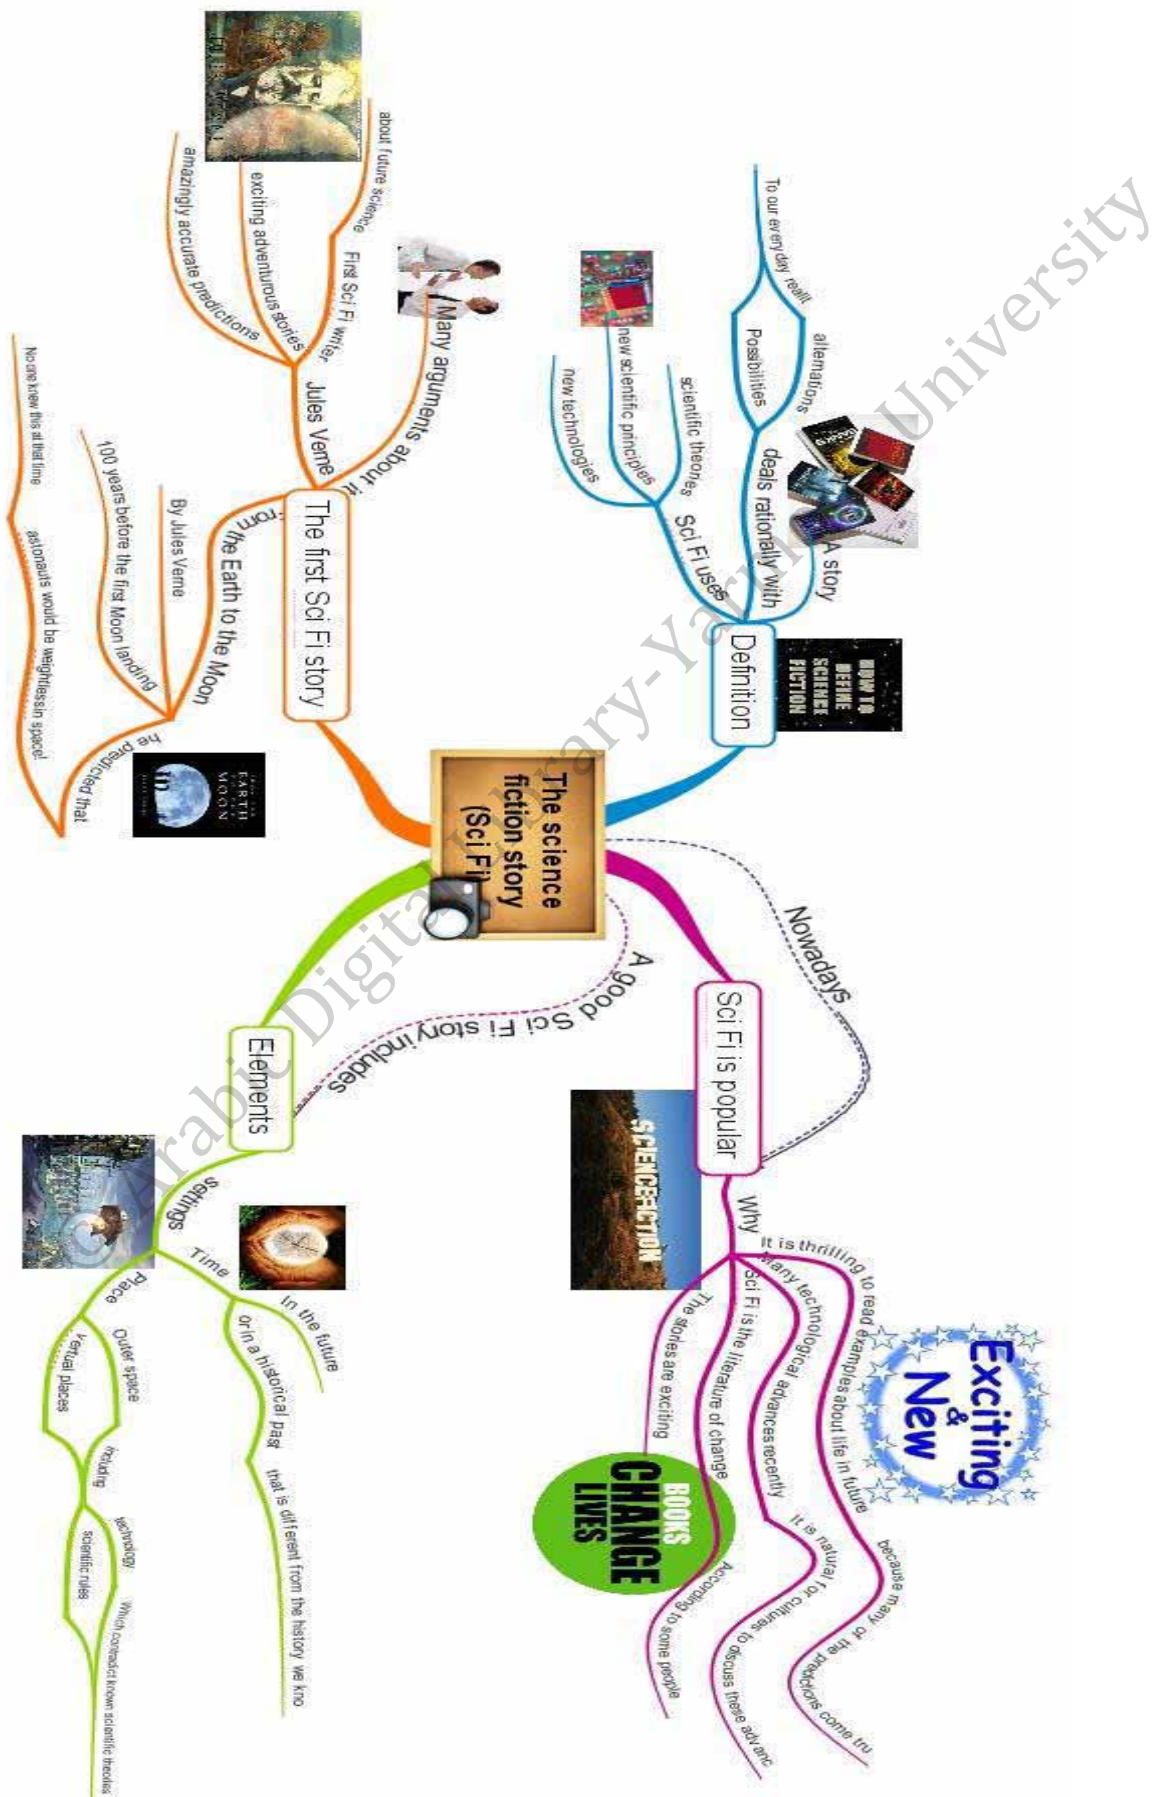 The science
fiction story
(Sci Fi)
Definition
HOW TO
DEFINE
SCIENCE
FICTION
A story
deals rationally with
Possibilities
alternations
To our everyday realit
Sci Fi uses
scientific theories
new scientific principles
new technologies
Nowadays
Sci Fi is popular
SCIENCE FICTION
Why
It is thrilling to read examples about life in future
because many of the predictions come tru
Many technological advances recently
It is natural for cultures to discuss these advanc
Sci Fi is the literature of change
According to some people
The stories are exciting
Exciting
&
New
BOOKS
CHANGE
LIVES
A good Sci Fi story includes
Elements
settings
Time
In the future
or in a historical past
that is different from the history we kno
Place
Outer space
Vertual places
including
technology
scientific rules
Which contradict known scientific theories
The first Sci Fi story
Many arguments about it
Jules Verne
First Sci Fi writer
about future science
exciting adventurous stories
amazingly accurate predictions
from the Earth to the Moon
By Jules Verne
100 years before the first Moon landing
he predicted that
astonauts would be weightless in space!
No one knew this at that time
EARTH
MOON
© Arabic Digital Library-Yarmouk University